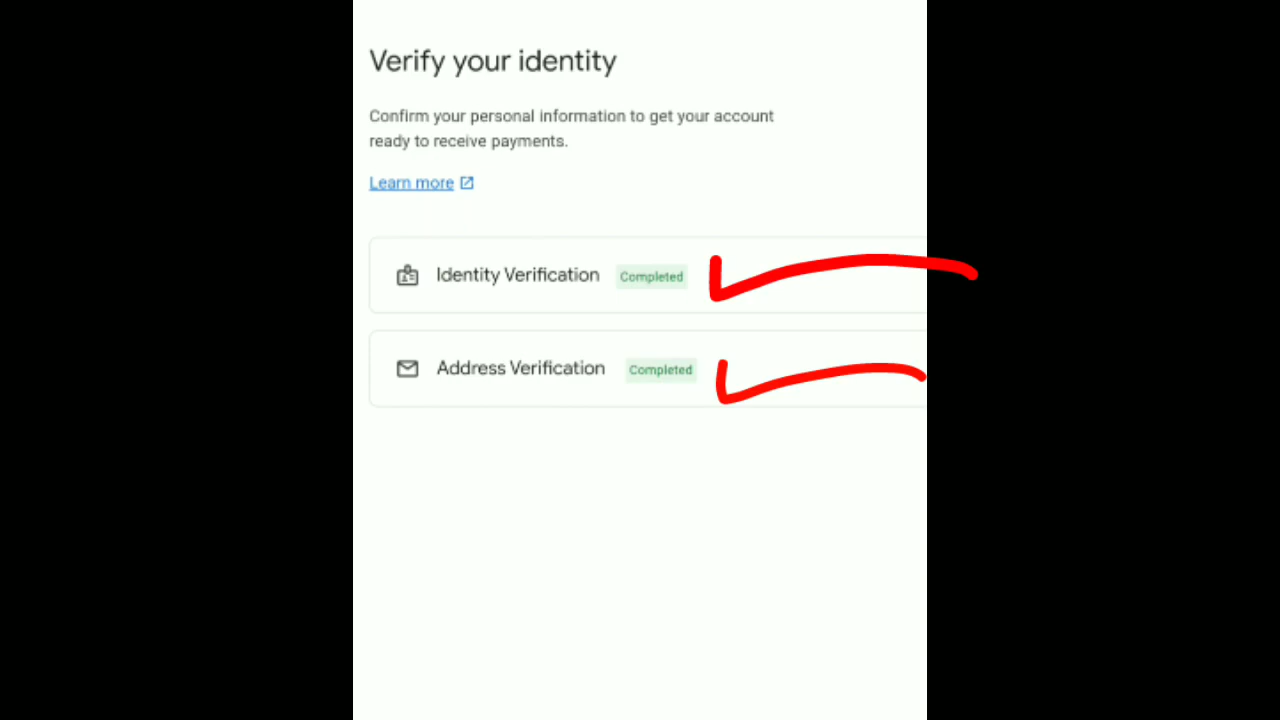 Verify your identity
Confirm your personal information to get your account
ready to receive payments.
Learn more
Identity Verification Completed
Address Verification Completed